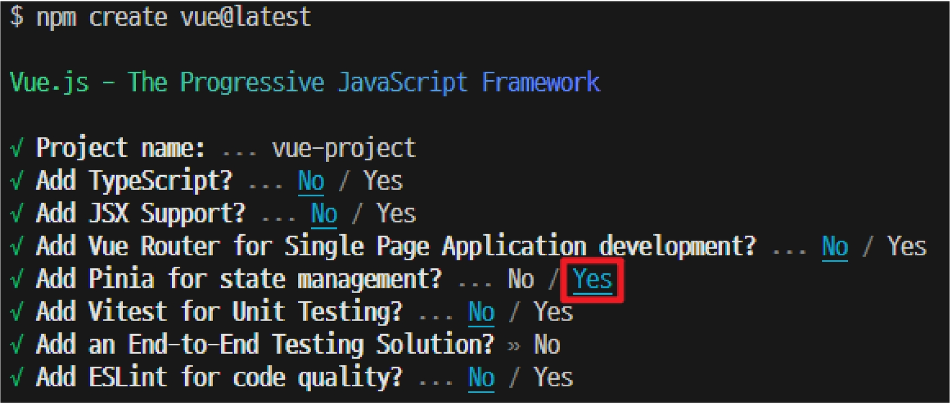 $ npm create vue@latest
Vue.js - The Progressive JavaScript Framework
√ Project name: ... vue-project
√ Add TypeScript? ... No / Yes
√ Add JSX Support? ... No / Yes
√ Add Vue Router for Single Page Application development? ... No / Yes
√ Add Pinia for state management? ... No / Yes
√ Add Vitest for Unit Testing? ... No / Yes
√ Add an End-to-End Testing Solution? » No
√ Add ESLint for code quality? ... No / Yes